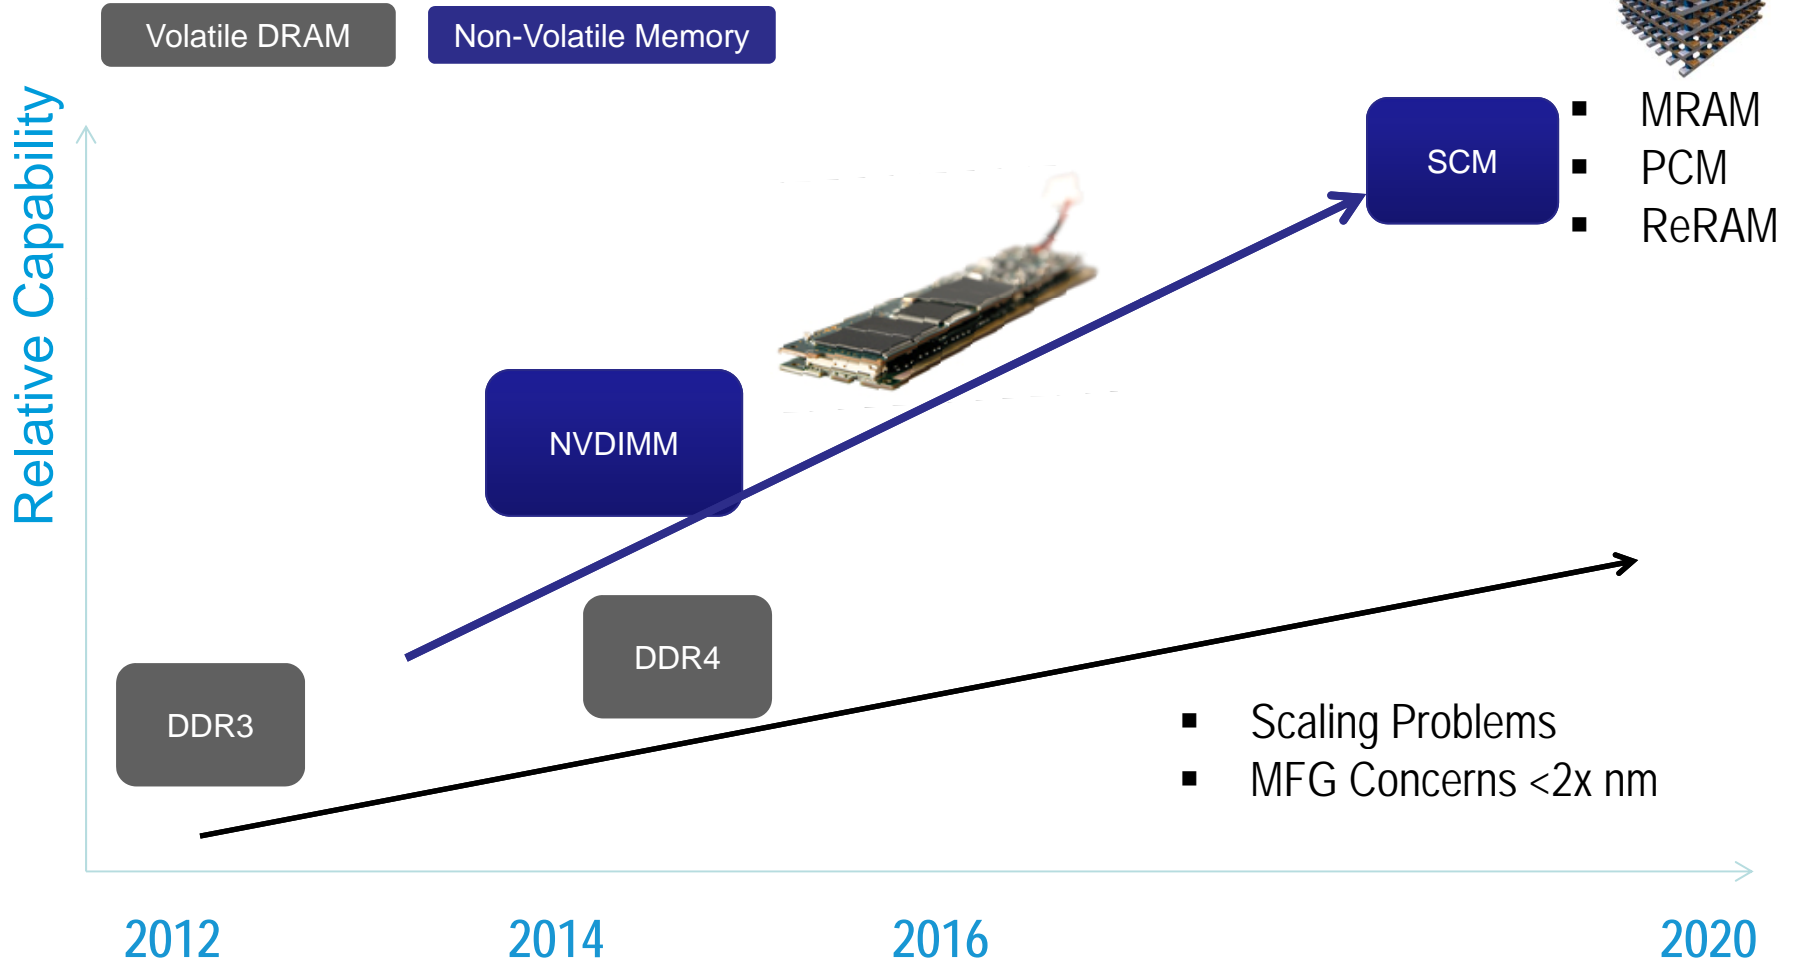 Volatile DRAM
Non-Volatile Memory
Relative Capability
SCM
▪ MRAM
▪ PCM
▪ ReRAM
NVDIMM
DDR4
DDR3
▪ Scaling Problems
▪ MFG Concerns <2x nm
2012
2014
2016
2020